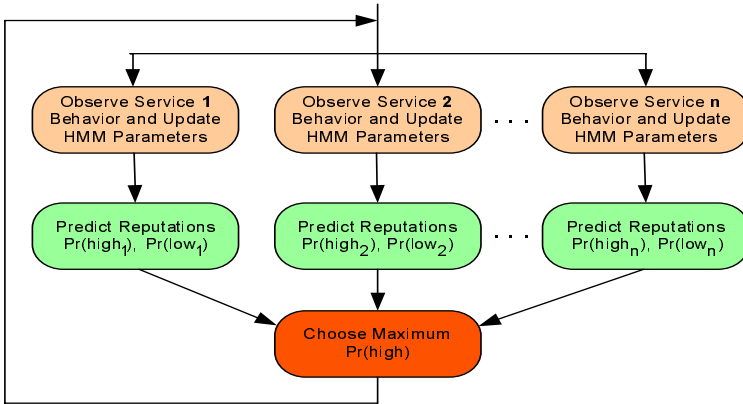 Observe Service 1
Behavior and Update
HMM Parameters
Observe Service 2
Behavior and Update
HMM Parameters
. . .
Observe Service n
Behavior and Update
HMM Parameters
Predict Reputations
Pr(high1), Pr(low1)
Predict Reputations
Pr(high2), Pr(low2)
. . .
Predict Reputations
Pr(highn), Pr(lown)
Choose Maximum
Pr(high)